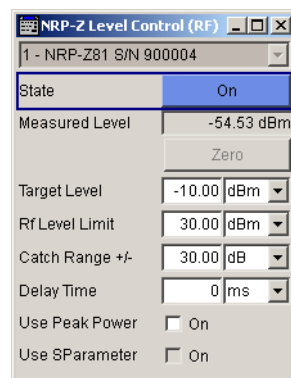 NRP-Z Level Control (RF)
1 - NRP-Z81 S/N 900004
State On
Measured Level -54.53 dBm
Zero
Target Level -10.00 dBm
Rf Level Limit 30.00 dBm
Catch Range +/- 30.00 dB
Delay Time 0 ms
Use Peak Power On
Use SParameter On